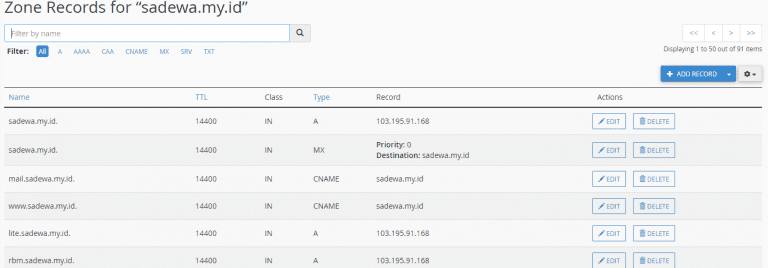 Zone Records for “sadewa.my.id”
Filter by name
<< < > >>
Filter: All A AAAA CAA CNAME MX SRV TXT
Displaying 1 to 50 out of 91 items
+ ADD RECORD
Name TTL Class Type Record Actions
sadewa.my.id. 14400 IN A 103.195.91.168 EDIT DELETE
sadewa.my.id. 14400 IN MX Priority: 0 EDIT DELETE
Destination: sadewa.my.id
mail.sadewa.my.id. 14400 IN CNAME sadewa.my.id EDIT DELETE
www.sadewa.my.id. 14400 IN CNAME sadewa.my.id EDIT DELETE
lite.sadewa.my.id. 14400 IN A 103.195.91.168 EDIT DELETE
rbm.sadewa.my.id. 14400 IN A 103.195.91.168 EDIT DELETE